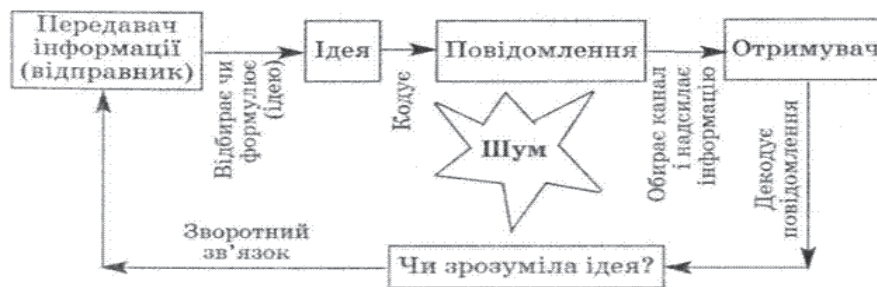 Передавач
інформації
(відправник)
Відбирає чи
формулює
(ідею)
Ідея
Кодує
Повідомлення
Шум
Обирає канал
і надсилає
інформацію
Отримувач
Декодує
повідомлення
Чи зрозуміла ідея?
Зворотний
зв’язок